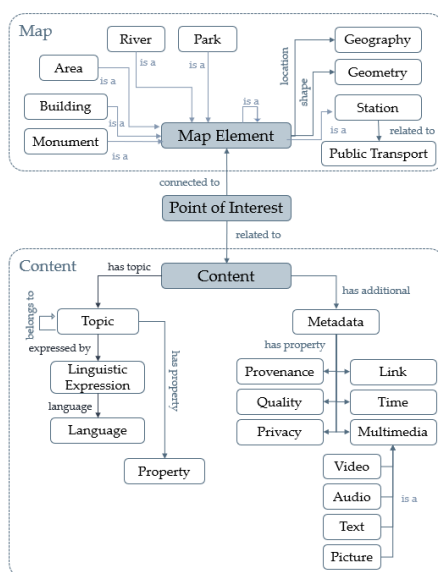 Map
River
Park
Geography
Area
is a
is a
is a
location
shape
Geometry
Building
is a
Station
is a
Map Element
is a
related to
Monument
is a
Public Transport
connected to
Point of Interest
related to
Content
has topic
Content
has additional
belongs to
Topic
Metadata
expressed by
has property
has property
Linguistic
Expression
Provenance
Link
language
Quality
Time
Language
Privacy
Multimedia
Property
Video
Audio
is a
Text
Picture